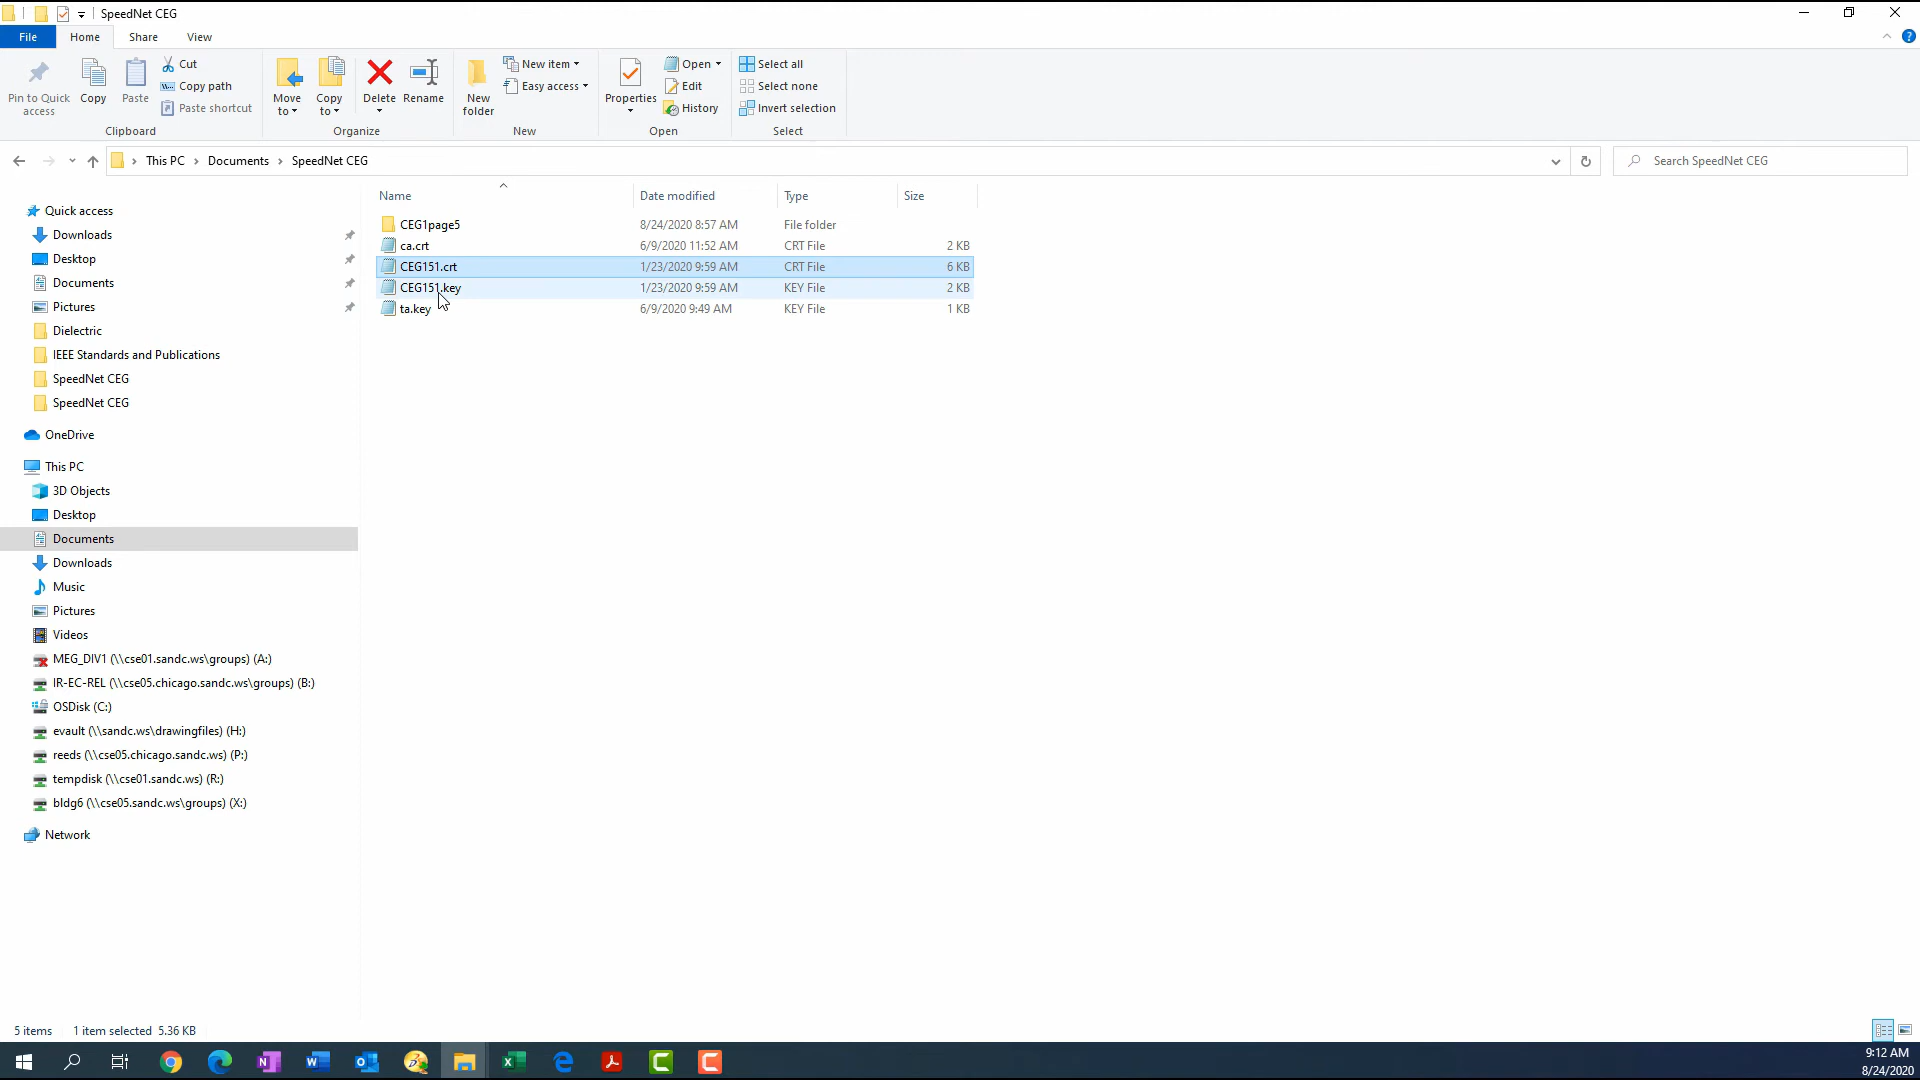 SpeedNet CEG
File Home Share View
Pin to Quick access
Copy
Paste
Cut
Copy path
Paste shortcut
Clipboard
Move to
Copy to
Delete
Rename
Organize
New folder
New item
Easy access
New
Properties
Open
Edit
History
Open
Select all
Select none
Invert selection
Select
This PC > Documents > SpeedNet CEG
Search SpeedNet CEG
Name Date modified Type Size
CEG1page5 8/24/2020 8:57 AM File folder
ca.crt 6/9/2020 11:52 AM CRT File 2 KB
CEG151.crt 1/23/2020 9:59 AM CRT File 6 KB
CEG151.key 1/23/2020 9:59 AM KEY File 2 KB
ta.key 6/9/2020 9:49 AM KEY File 1 KB
Quick access
Downloads
Desktop
Documents
Pictures
Dielectric
IEEE Standards and Publications
SpeedNet CEG
SpeedNet CEG
OneDrive
This PC
3D Objects
Desktop
Documents
Downloads
Music
Pictures
Videos
MEG_DIV1 (\\cse01.sandc.ws\groups) (A:)
IR-EC-REL (\\cse05.chicago.sandc.ws\groups) (B:)
OSDisk (C:)
evault (\\sandc.ws\drawingfiles) (H:)
reeds (\\cse05.chicago.sandc.ws) (P:)
tempdisk (\\cse01.sandc.ws) (R:)
bldg6 (\\cse05.sandc.ws\groups) (X:)
Network
5 items 1 item selected 5.36 KB
9:12 AM
8/24/2020